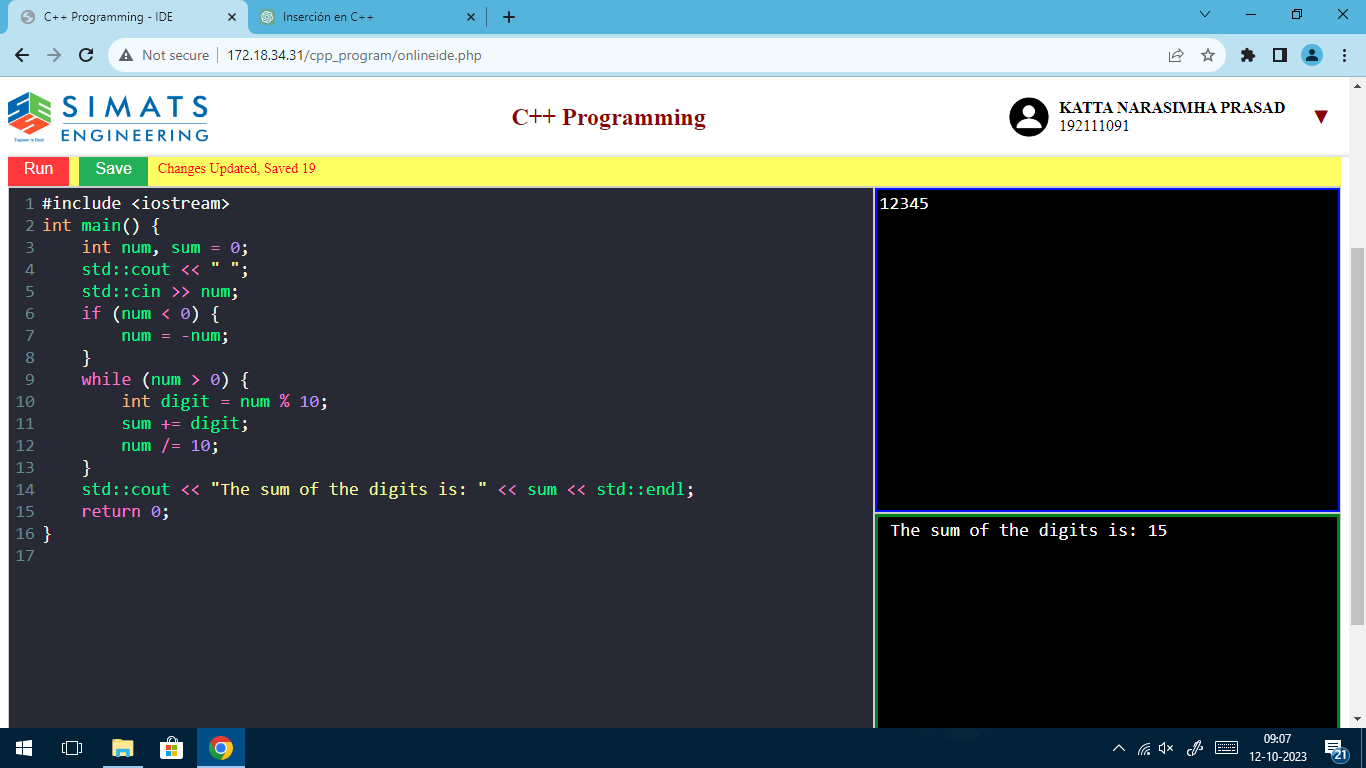 C++ Programming - IDE
Inserción en C++
Not secure
172.18.34.31/cpp_program/onlineide.php
SIMATS
ENGINEERING
Engineer to Excel
C++ Programming
KATTA NARASIMHA PRASAD
192111091
Run
Save
Changes Updated, Saved 19
1 #include <iostream>
2 int main() {
3     int num, sum = 0;
4     std::cout << " ";
5     std::cin >> num;
6     if (num < 0) {
7         num = -num;
8     }
9     while (num > 0) {
10         int digit = num % 10;
11         sum += digit;
12         num /= 10;
13     }
14     std::cout << "The sum of the digits is: " << sum << std::endl;
15     return 0;
16 }
17
12345
The sum of the digits is: 15
09:07
12-10-2023
21